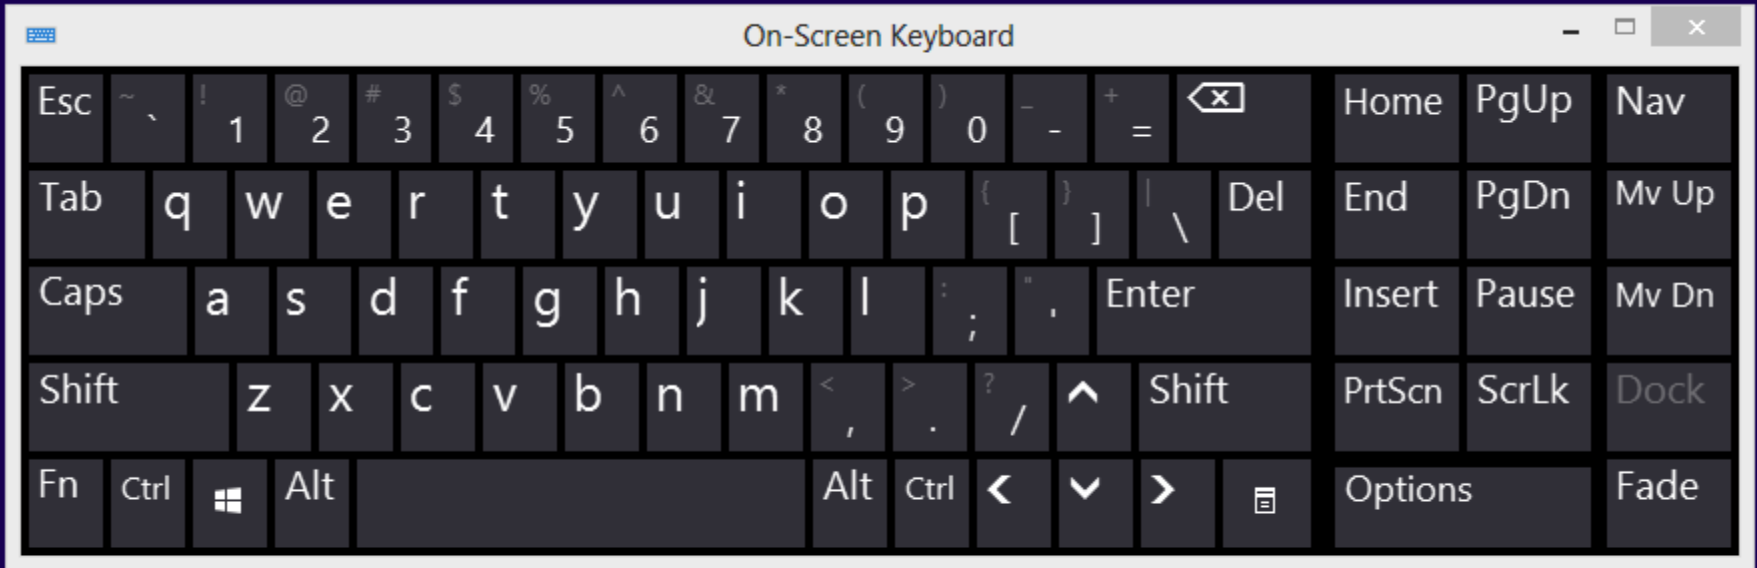 On-Screen Keyboard
Esc ~ ` ! 1 @ 2 # 3 $ 4 % 5 ^ 6 & 7 * 8 ( 9 ) 0 _ - + = Home PgUp Nav
Tab q w e r t y u i o p { [ } ] | \ Del End PgDn Mv Up
Caps a s d f g h j k l : ; " ' Enter Insert Pause Mv Dn
Shift z x c v b n m < , > . ? / Shift PrtScn ScrLk Dock
Fn Ctrl Alt Alt Ctrl Options Fade